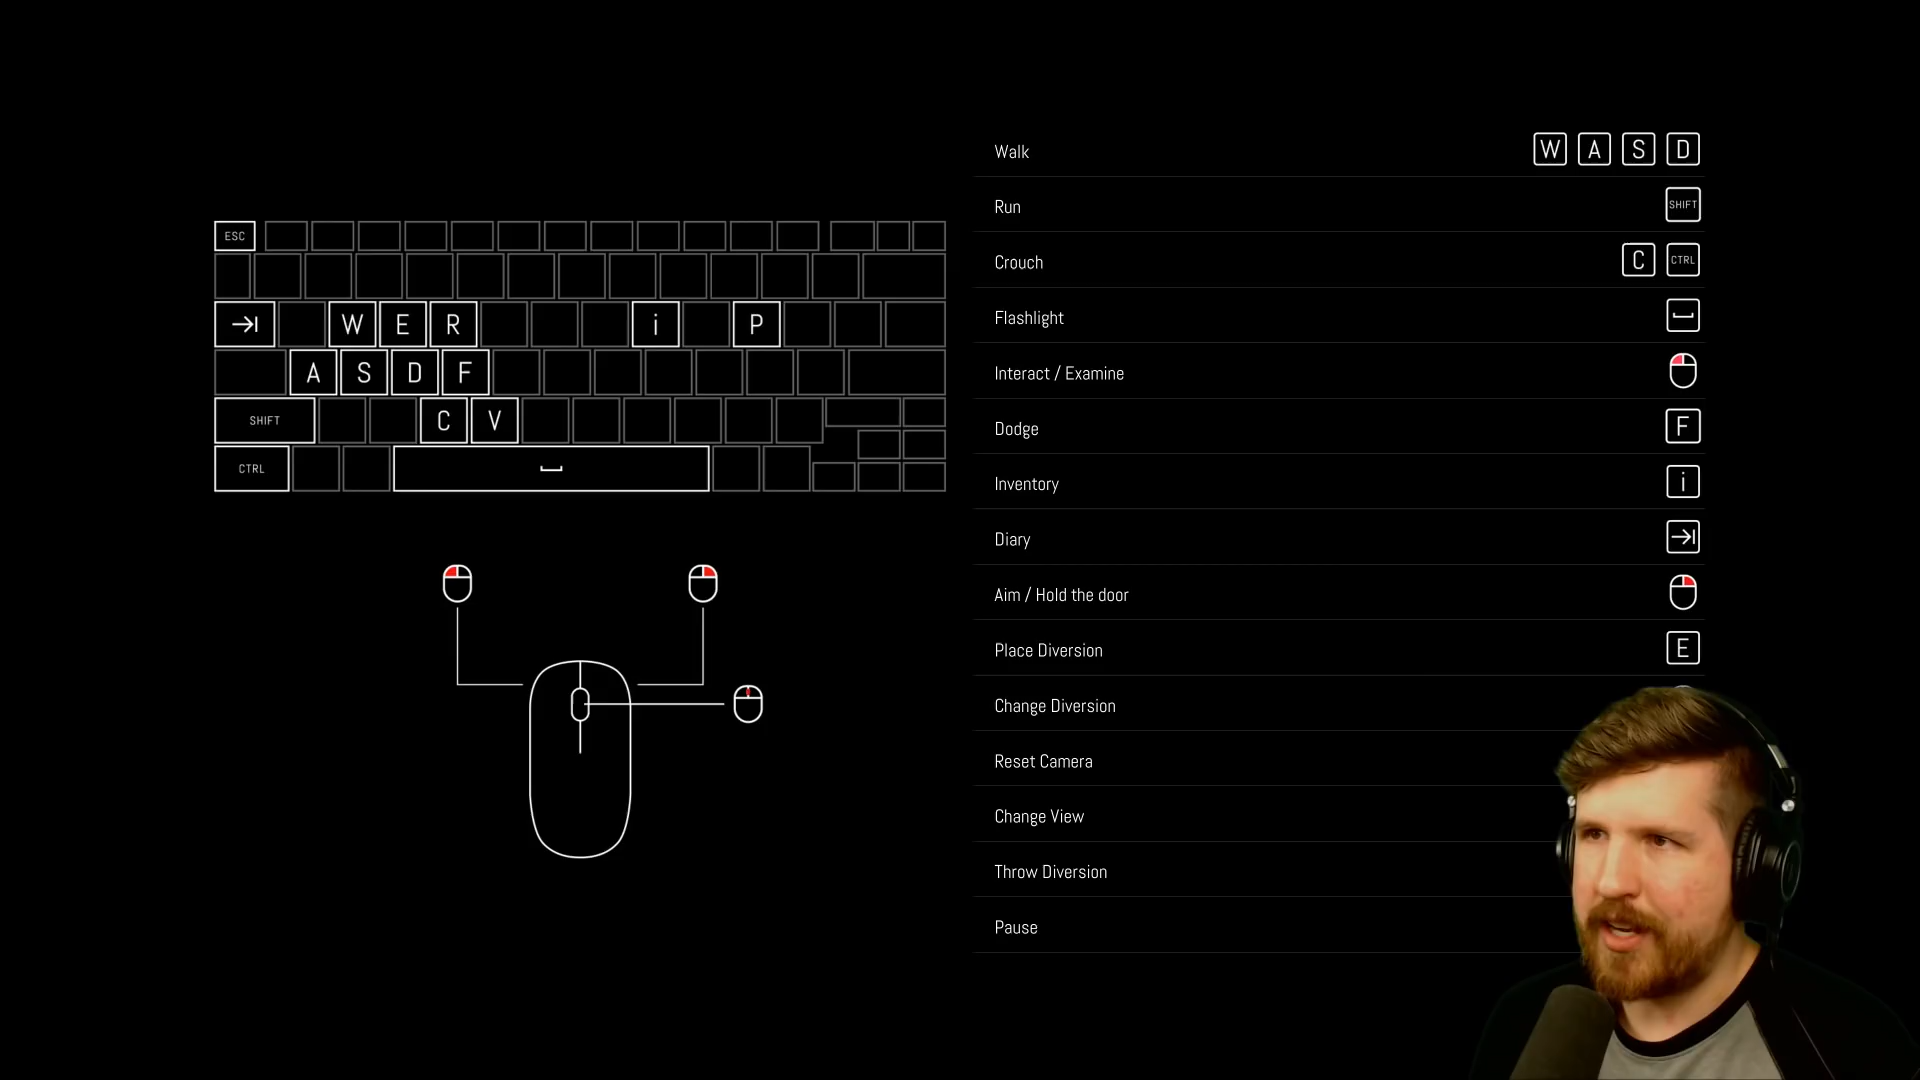 ESC
W E R i P
A S D F
SHIFT C V
CTRL
Walk W A S D
Run SHIFT
Crouch C CTRL
Flashlight
Interact / Examine
Dodge F
Inventory i
Diary
Aim / Hold the door
Place Diversion E
Change Diversion
Reset Camera
Change View
Throw Diversion
Pause